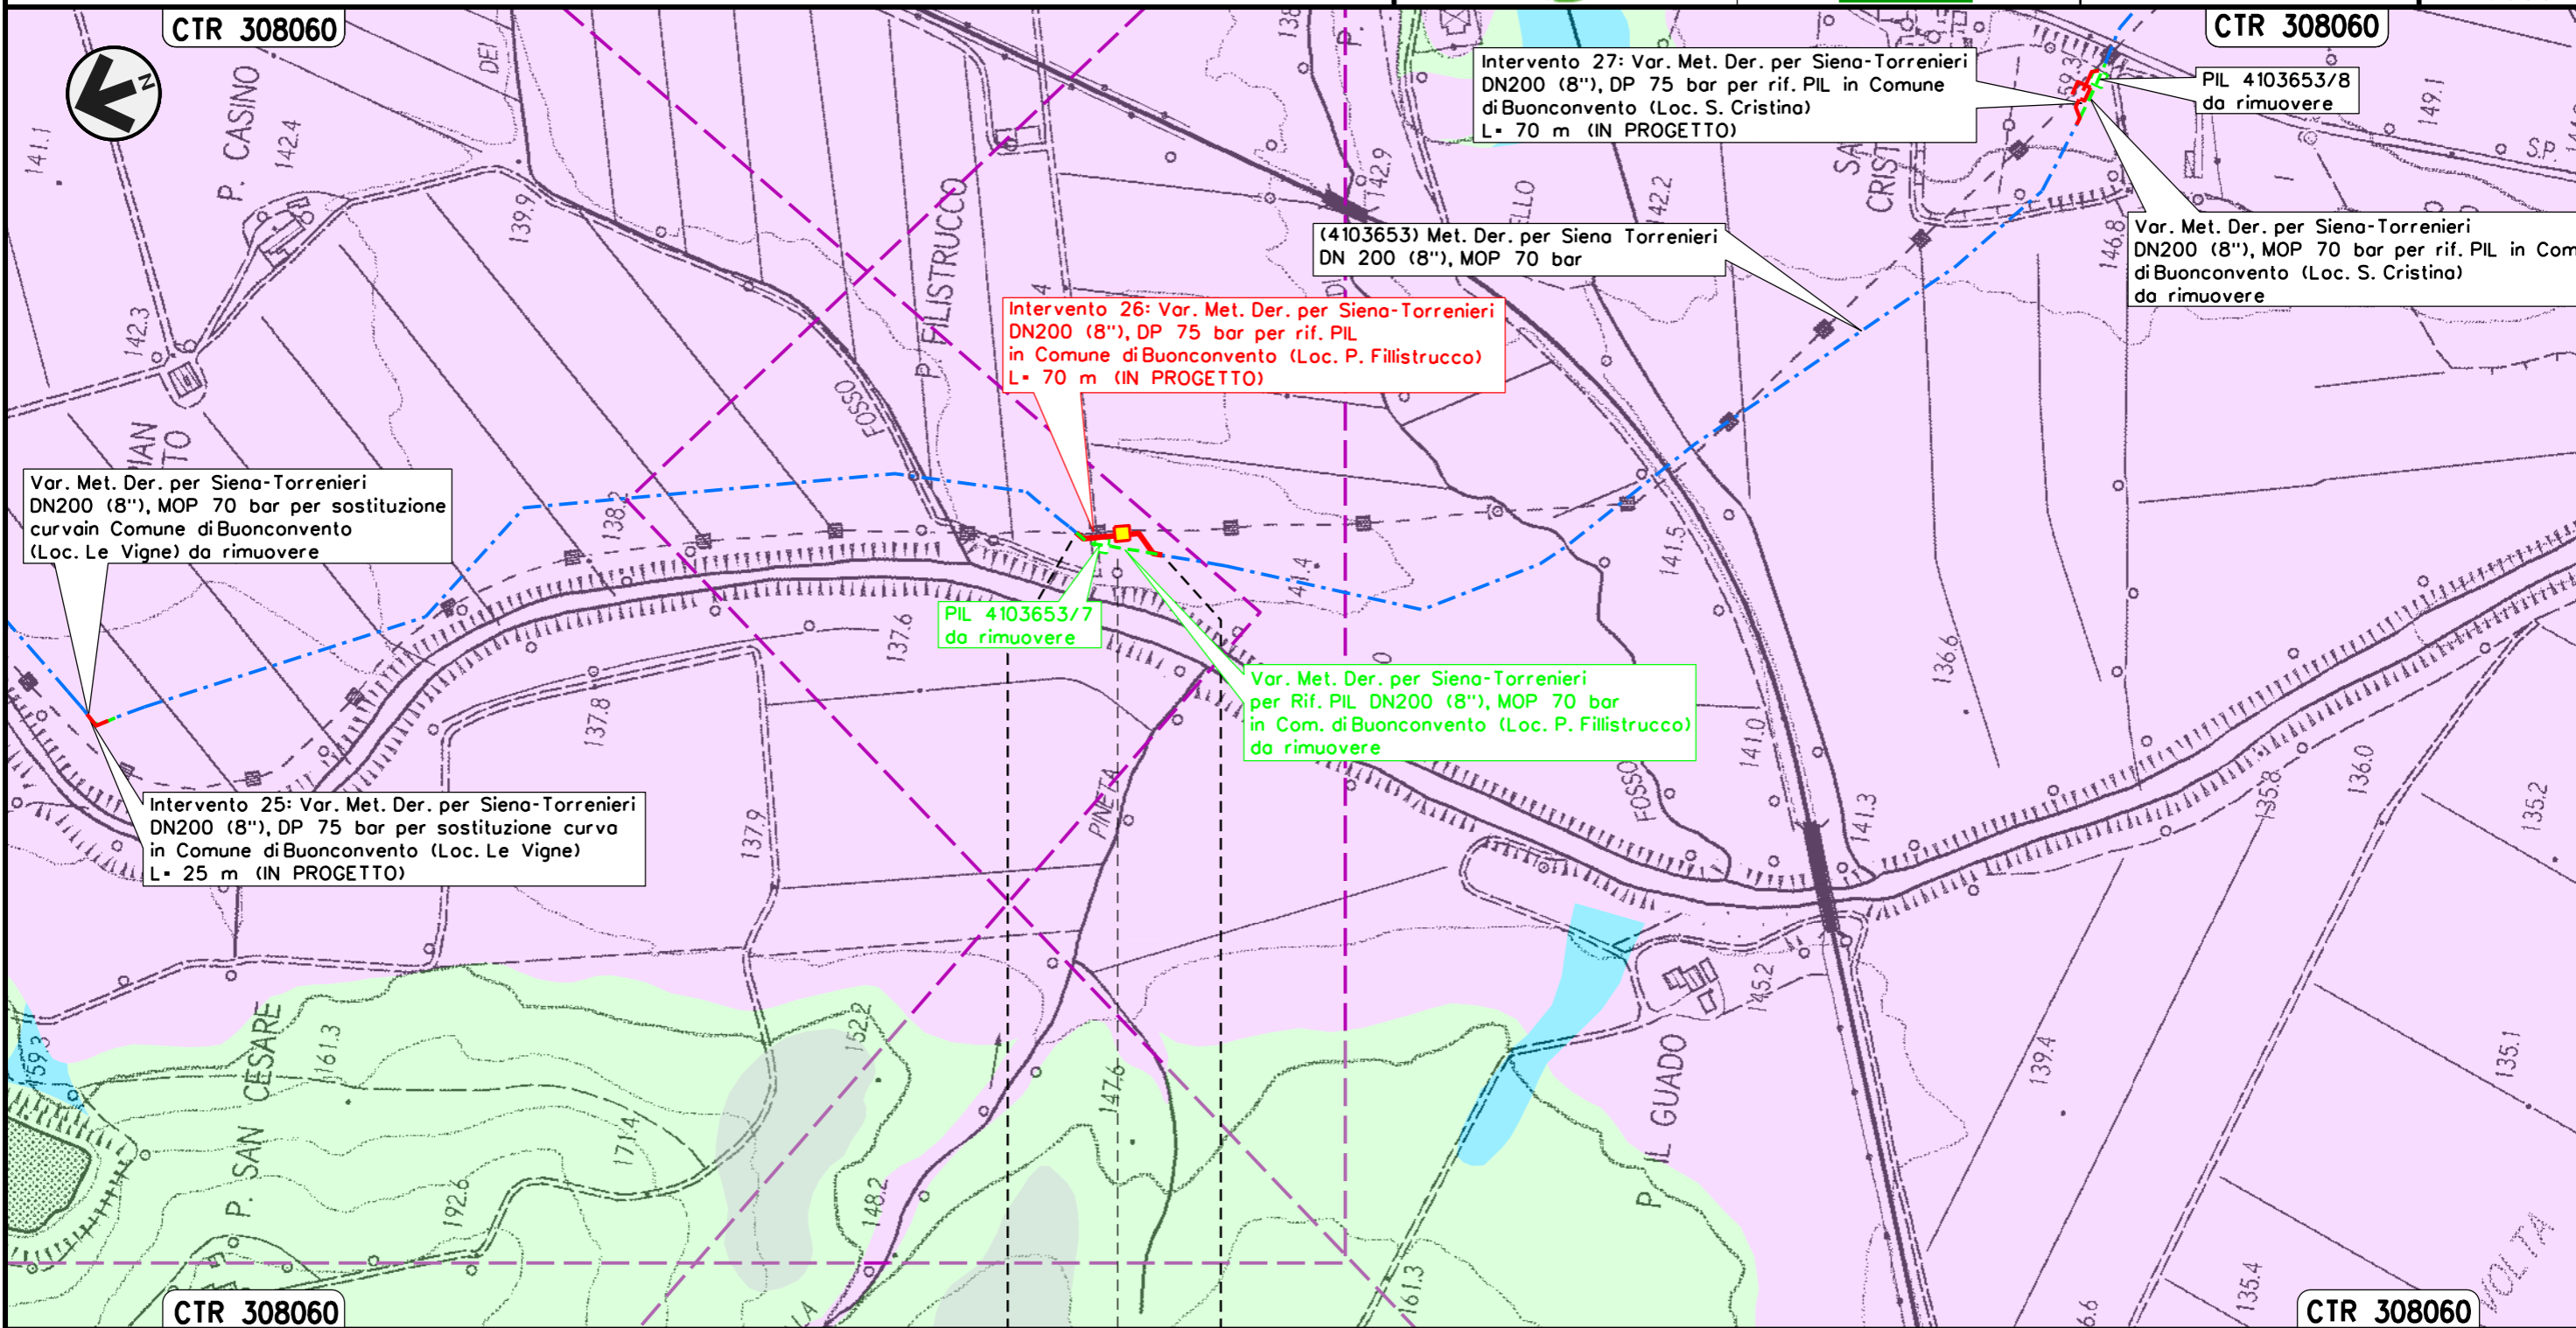 CTR 308060
CTR 308060
N
DEI
P. CASINO
141.1
142.4
139.9
142.3
Intervento 27: Var. Met. Der. per Siena-Torrenieri
DN200 (8"), DP 75 bar per rif. PIL in Comune
di Buonconvento (Loc. S. Cristina)
L= 70 m (IN PROGETTO)
PIL 4103653/8
da rimuovere
149.1
S.P.
142.9
142.2
146.8
P. FILISTRUCCO
(4103653) Met. Der. per Siena Torrenieri
DN 200 (8"), MOP 70 bar
Var. Met. Der. per Siena-Torrenieri
DN200 (8"), MOP 70 bar per rif. PIL in Com
di Buonconvento (Loc. S. Cristina)
da rimuovere
Intervento 26: Var. Met. Der. per Siena-Torrenieri
DN200 (8"), DP 75 bar per rif. PIL
in Comune di Buonconvento (Loc. P. Fillistrucco)
L= 70 m (IN PROGETTO)
FOSSO
Var. Met. Der. per Siena-Torrenieri
DN200 (8"), MOP 70 bar per sostituzione
curvain Comune di Buonconvento
(Loc. Le Vigne) da rimuovere
138.2
141.5
141.4
137.6
PIL 4103653/7
da rimuovere
136.6
Var. Met. Der. per Siena-Torrenieri
per Rif. PIL DN200 (8"), MOP 70 bar
in Com. di Buonconvento (Loc. P. Fillistrucco)
da rimuovere
137.8
141.0
FOSSO
PINETA
137.9
141.3
135.8
136.0
135.2
Intervento 25: Var. Met. Der. per Siena-Torrenieri
DN200 (8"), DP 75 bar per sostituzione curva
in Comune di Buonconvento (Loc. Le Vigne)
L= 25 m (IN PROGETTO)
P. SAN CESARE
161.3
152.2
147.6
145.2
P IL GUADO
139.4
135.1
159.3
171.4
192.6
148.2
161.3
135.4
VOLTA
CTR 308060
CTR 308060